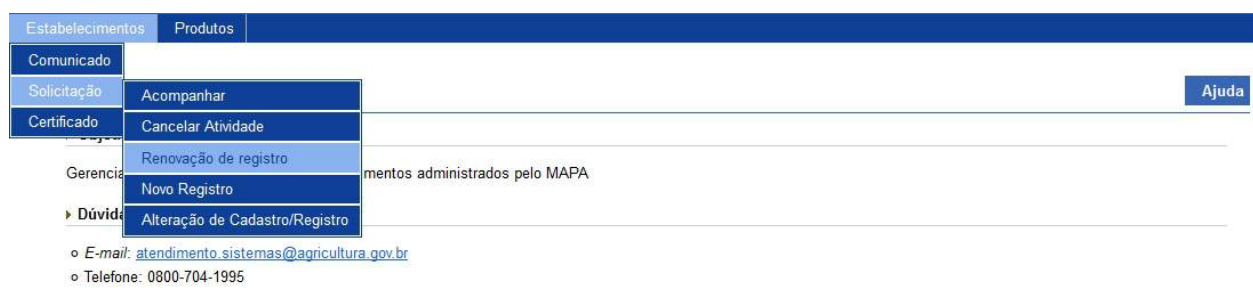 Estabelecimentos Produtos
Comunicado
Solicitação
Certificado
Acompanhar
Cancelar Atividade
Renovação de registro
Novo Registro
Alteração de Cadastro/Registro
Ajuda
Gerencia mentos administrados pelo MAPA
Dúvida
E-mail: atendimento.sistemas@agricultura.gov.br
Telefone: 0800-704-1995